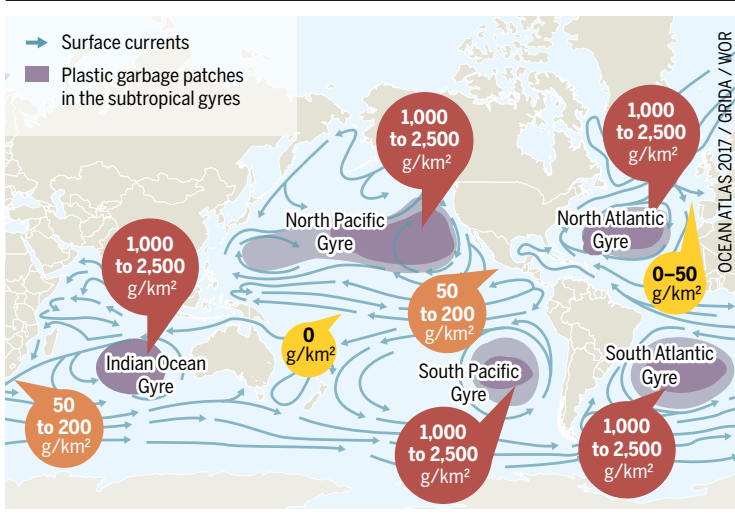 Surface currents
Plastic garbage patches
in the subtropical gyres
OCEAN ATLAS 2017 / GRIDA / WOR
1,000
to 2,500
g/km²
1,000
to 2,500
g/km²
North Pacific
Gyre
North Atlantic
Gyre
1,000
to 2,500
g/km²
0–50
g/km²
50
to 200
g/km²
0
g/km²
Indian Ocean
Gyre
South Pacific
Gyre
South Atlantic
Gyre
50
to 200
g/km²
1,000
to 2,500
g/km²
1,000
to 2,500
g/km²